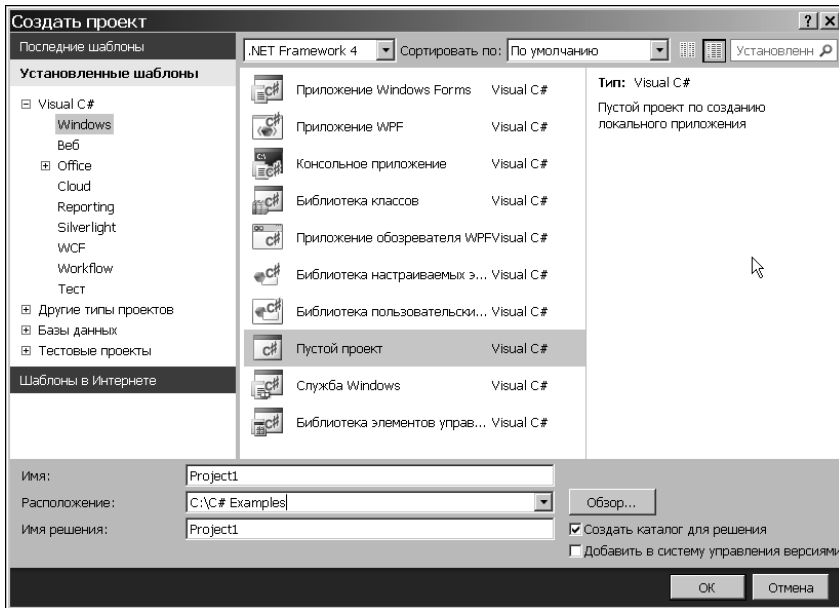 Создать проект
Последние шаблоны
.NET Framework 4
Сортировать по:
По умолчанию
Установленн
Установленные шаблоны
Visual C#
Windows
Веб
Office
Cloud
Reporting
Silverlight
WCF
Workflow
Тест
Другие типы проектов
Базы данных
Тестовые проекты
Шаблоны в Интернете
Приложение Windows Forms Visual C#
Приложение WPF Visual C#
Консольное приложение Visual C#
Библиотека классов Visual C#
Приложение обозревателя WPF Visual C#
Библиотека настраиваемых э... Visual C#
Библиотека пользовательски... Visual C#
Пустой проект Visual C#
Служба Windows Visual C#
Библиотека элементов управ... Visual C#
Тип: Visual C#
Пустой проект по созданию
локального приложения
Имя: Project1
Расположение: C:\C# Examples
Обзор...
Имя решения: Project1
Создать каталог для решения
Добавить в систему управления версиями
ОК
Отмена